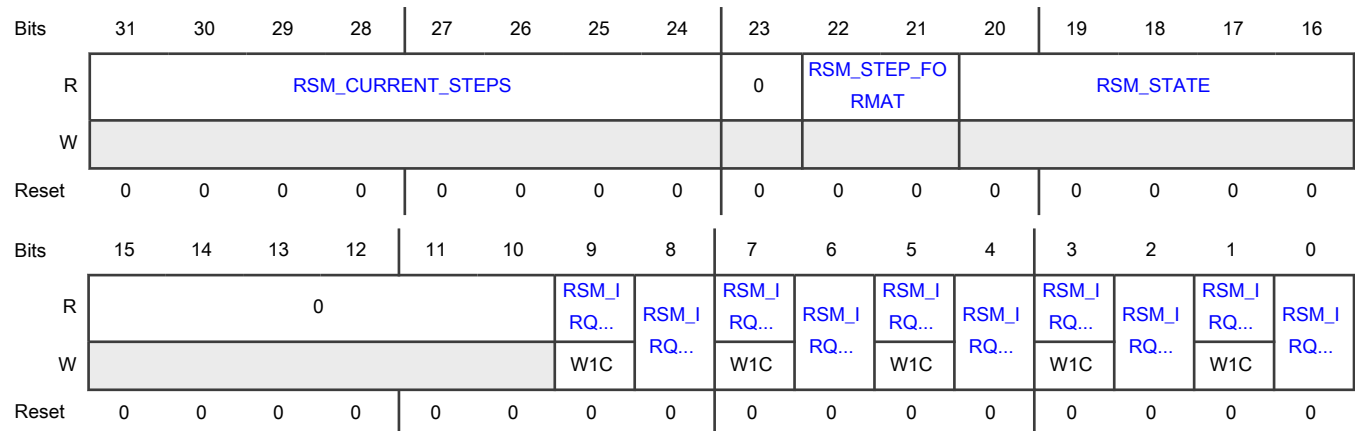 Bits 31 30 29 28 27 26 25 24 23 22 21 20 19 18 17 16
R RSM_CURRENT_STEPS 0 RSM_STEP_FO RSM_STATE
RMAT
W
Reset 0 0 0 0 0 0 0 0 0 0 0 0 0 0 0 0
Bits 15 14 13 12 11 10 9 8 7 6 5 4 3 2 1 0
R 0 RSM_I RSM_I RSM_I RSM_I RSM_I RSM_I RSM_I RSM_I RSM_I RSM_I
RQ... RQ... RQ... RQ... RQ... RQ... RQ... RQ... RQ... RQ...
W W1C W1C W1C W1C W1C
Reset 0 0 0 0 0 0 0 0 0 0 0 0 0 0 0 0